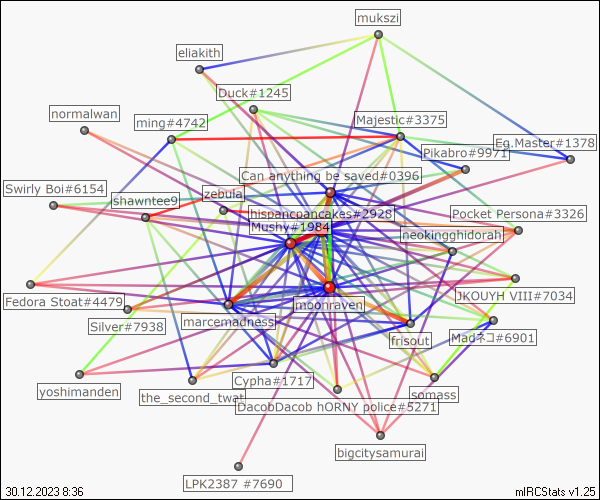 mukszi
eliakith
Duck#1245
normalwan
ming#4742
Majestic#3375
Eg.Master#1378
Pikabro#9971
Can anything be saved#0396
Swirly Boi#6154
zebula
shawntee9
hispancpancakes#2928
Pocket Persona#3326
Mushy#1984
neokingghidorah
JKOUYH VIII#7034
Fedora Stoat#4479
moonraven
marcemadness
Silver#7938
frisout
Madネコ#6901
Cypha#1717
yoshimanden
the_second_twat
somass
DacobDacob hORNY police#5271
bigcitysamurai
LPK2387 #7690
30.12.2023 8:36
mIRCStats v1.25